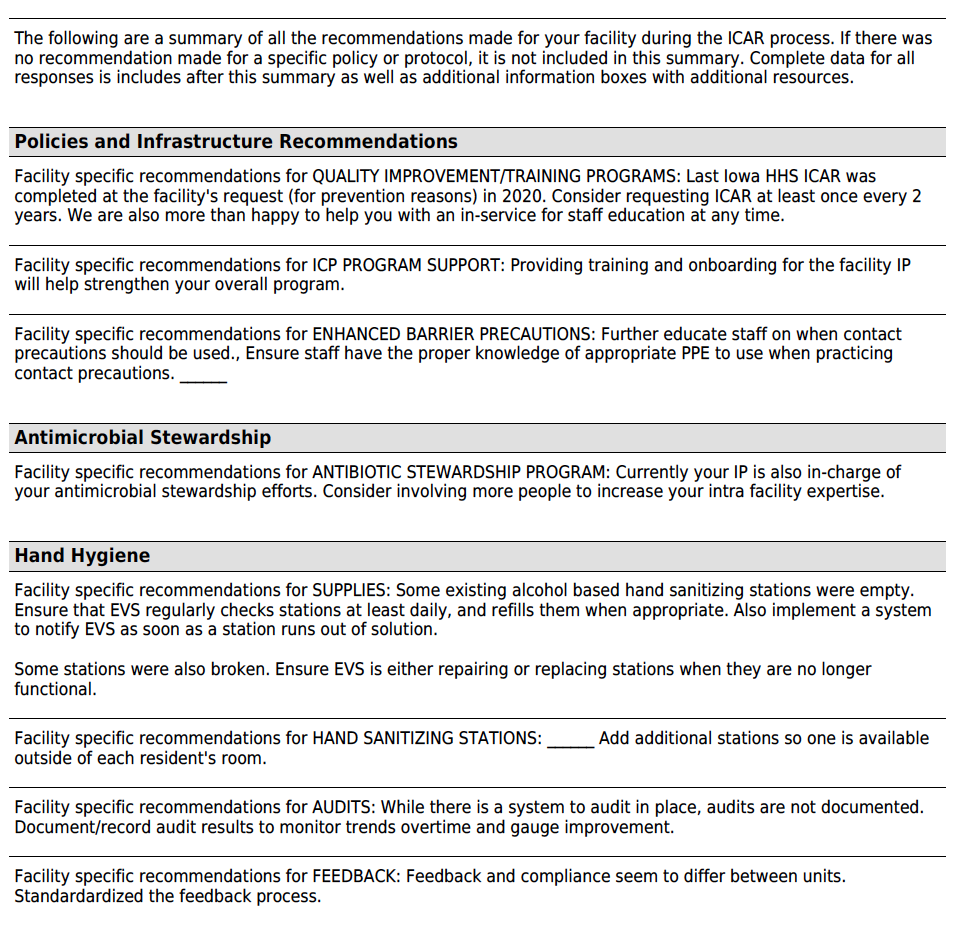 The following are a summary of all the recommendations made for your facility during the ICAR process. If there was
no recommendation made for a specific policy or protocol, it is not included in this summary. Complete data for all
responses is includes after this summary as well as additional information boxes with additional resources.
Policies and Infrastructure Recommendations
Facility specific recommendations for QUALITY IMPROVEMENT/TRAINING PROGRAMS: Last Iowa HHS ICAR was
completed at the facility's request (for prevention reasons) in 2020. Consider requesting ICAR at least once every 2
years. We are also more than happy to help you with an in-service for staff education at any time.
Facility specific recommendations for ICP PROGRAM SUPPORT: Providing training and onboarding for the facility IP
will help strengthen your overall program.
Facility specific recommendations for ENHANCED BARRIER PRECAUTIONS: Further educate staff on when contact
precautions should be used., Ensure staff have the proper knowledge of appropriate PPE to use when practicing
contact precautions. ______
Antimicrobial Stewardship
Facility specific recommendations for ANTIBIOTIC STEWARDSHIP PROGRAM: Currently your IP is also in-charge of
your antimicrobial stewardship efforts. Consider involving more people to increase your intra facility expertise.
Hand Hygiene
Facility specific recommendations for SUPPLIES: Some existing alcohol based hand sanitizing stations were empty.
Ensure that EVS regularly checks stations at least daily, and refills them when appropriate. Also implement a system
to notify EVS as soon as a station runs out of solution.
Some stations were also broken. Ensure EVS is either repairing or replacing stations when they are no longer
functional.
Facility specific recommendations for HAND SANITIZING STATIONS: ______ Add additional stations so one is available
outside of each resident's room.
Facility specific recommendations for AUDITS: While there is a system to audit in place, audits are not documented.
Document/record audit results to monitor trends overtime and gauge improvement.
Facility specific recommendations for FEEDBACK: Feedback and compliance seem to differ between units.
Standardized the feedback process.